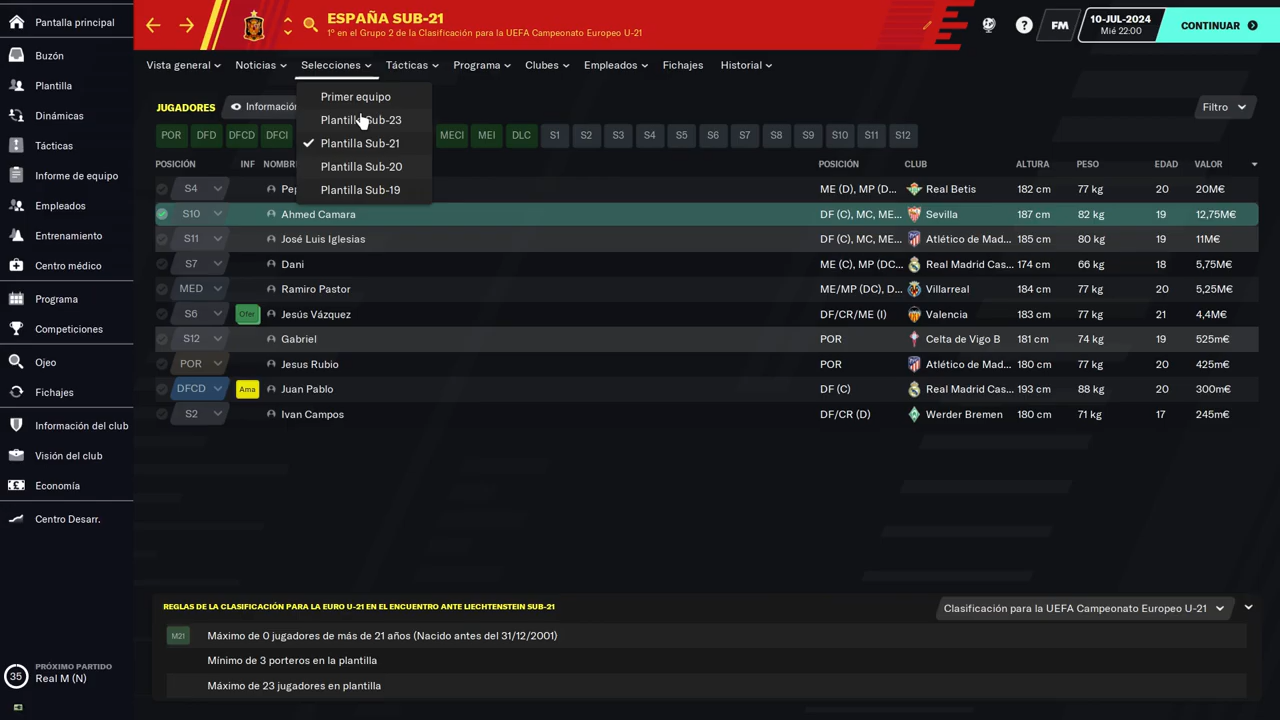 Pantalla principal
ESPAÑA SUB-21
1º en el Grupo 2 de la Clasificación para la UEFA Campeonato Europeo U-21
FM
10-JUL-2024
Mié 22:00
CONTINUAR
Buzón
Plantilla
Dinámicas
Tácticas
Informe de equipo
Empleados
Entrenamiento
Centro médico
Programa
Competiciones
Ojeo
Fichajes
Información del club
Visión del club
Economía
Centro Desarr.
35
PRÓXIMO PARTIDO
Real M (N)
Vista general Noticias Selecciones Tácticas Programa Clubes Empleados Fichajes Historial
Primer equipo
Plantilla Sub-23
Plantilla Sub-21
Plantilla Sub-20
Plantilla Sub-19
JUGADORES Filtro
POR DFD DFCD DFCI MECI MEI DLC S1 S2 S3 S4 S5 S6 S7 S8 S9 S10 S11 S12
POSICIÓN INF POSICIÓN CLUB ALTURA PESO EDAD VALOR
S4 ME (D), MP (D... Real Betis 182 cm 77 kg 20 20M€
S10 Ahmed Camara DF (C), MC, ME... Sevilla 187 cm 82 kg 19 12,75M€
S11 José Luis Iglesias DF (C), MC, ME... Atlético de Mad... 185 cm 80 kg 19 11M€
S7 Dani ME (C), MP (DC... Real Madrid Cas... 174 cm 66 kg 18 5,75M€
MED Ramiro Pastor ME/MP (DC), D... Villarreal 184 cm 77 kg 20 5,25M€
S6 Ofer Jesús Vázquez DF/CR/ME (I) Valencia 183 cm 77 kg 21 4,4M€
S12 Gabriel POR Celta de Vigo B 181 cm 74 kg 19 525m€
POR Jesus Rubio POR Atlético de Mad... 180 cm 77 kg 20 425m€
DFCD Ama Juan Pablo DF (C) Real Madrid Cas... 193 cm 88 kg 20 300m€
S2 Ivan Campos DF/CR (D) Werder Bremen 180 cm 71 kg 17 245m€
REGLAS DE LA CLASIFICACIÓN PARA LA EURO U-21 EN EL ENCUENTRO ANTE LIECHTENSTEIN SUB-21
Clasificación para la UEFA Campeonato Europeo U-21
M21 Máximo de 0 jugadores de más de 21 años (Nacido antes del 31/12/2001)
Mínimo de 3 porteros en la plantilla
Máximo de 23 jugadores en plantilla